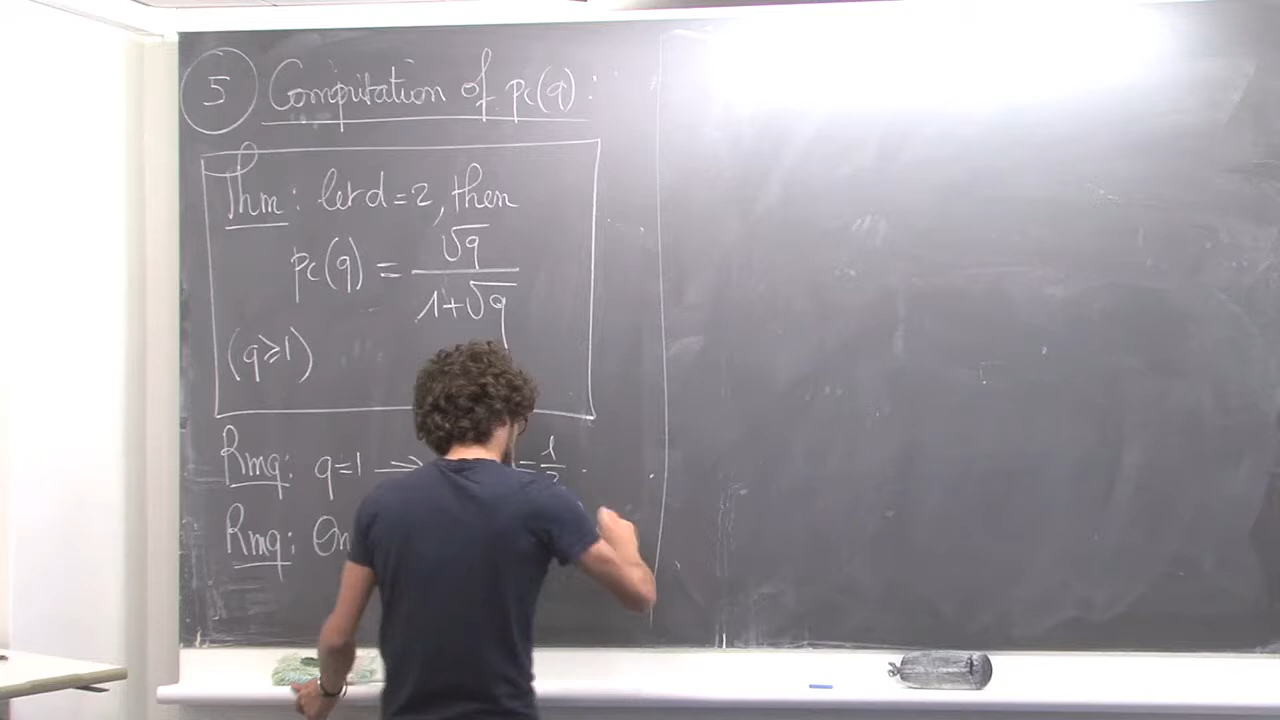 5 Computation of pc(q):
Thm: let d=2, then
pc(q) = √q / 1+√q
(q≥1)
Rmq: q=1 → = 1/2.
Rmq: On